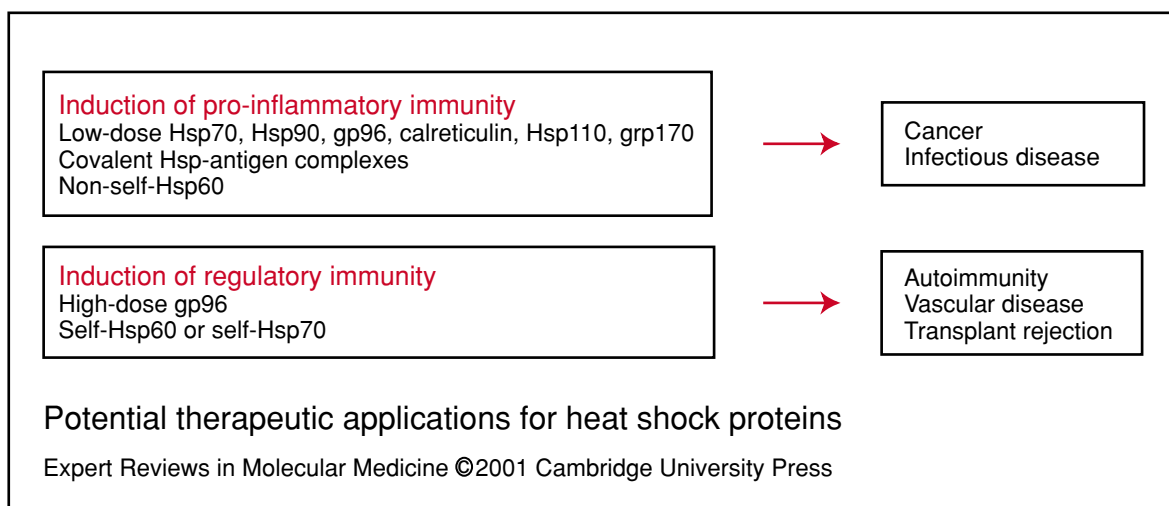 Induction of pro-inflammatory immunity
Low-dose Hsp70, Hsp90, gp96, calreticulin, Hsp110, grp170
Covalent Hsp-antigen complexes
Non-self-Hsp60
Cancer
Infectious disease
Induction of regulatory immunity
High-dose gp96
Self-Hsp60 or self-Hsp70
Autoimmunity
Vascular disease
Transplant rejection
Potential therapeutic applications for heat shock proteins
Expert Reviews in Molecular Medicine ©2001 Cambridge University Press